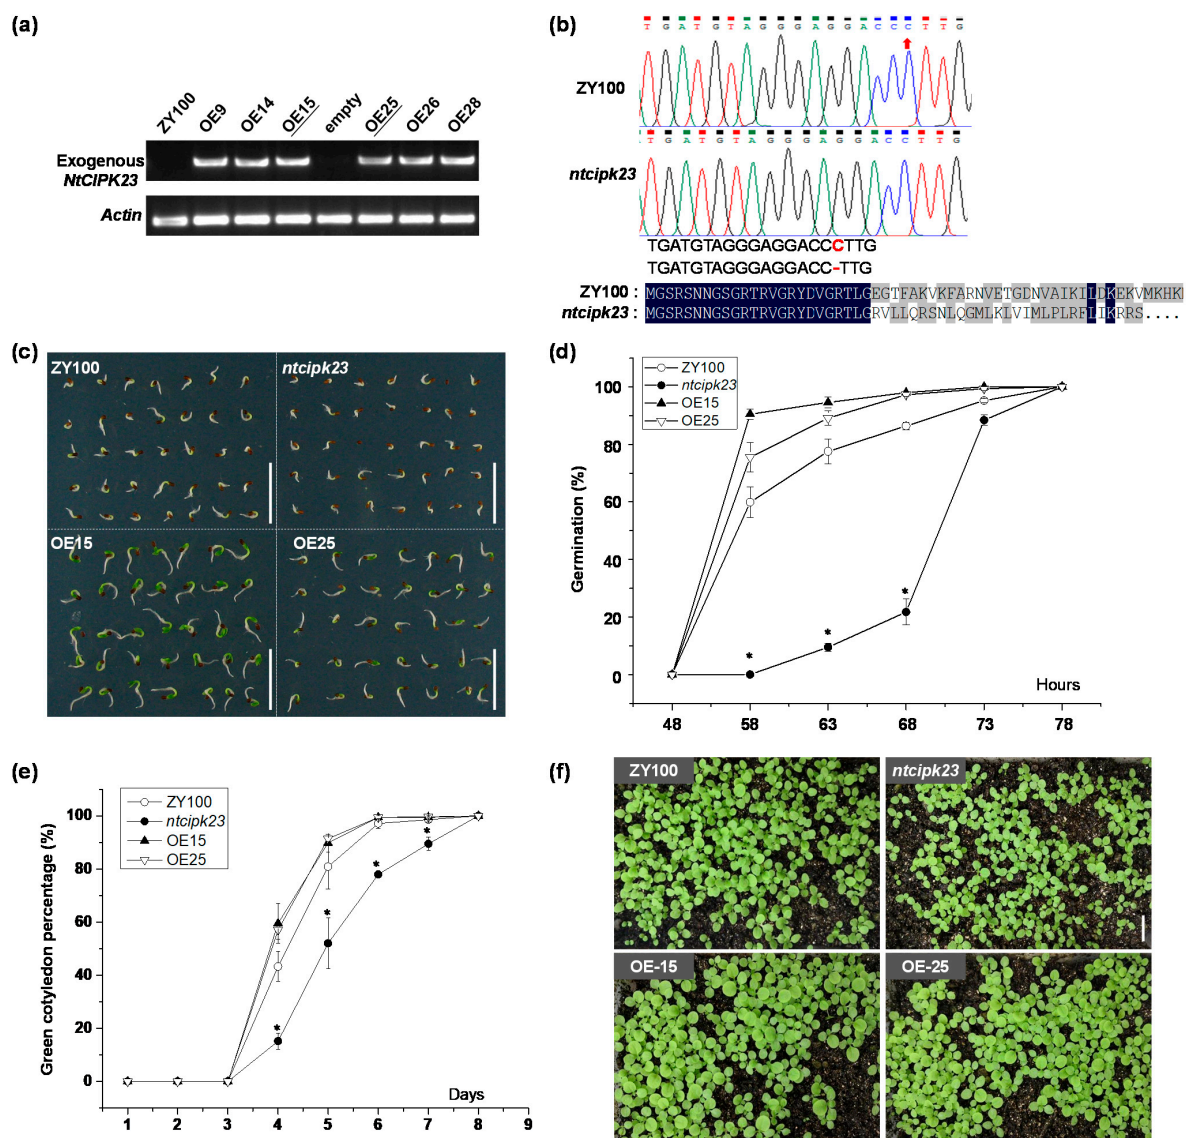 (a)
ZY100 OE9 OE14 OE15 empty OE25 OE26 OE28
Exogenous
NtCIPK23
Actin
(b)
T G A T G T A G G G A G G A C C C T T G
ZY100
T G A T G T A G G G A G G A C C T T G
ntcipk23
TGATGTAGGGAGGACCCTTG
TGATGTAGGGAGGACC-TTG
ZY100 : MGSRSNNGSGRTRVGRYDVGRTLGEGTFAKVKFARNVETGDNVAIKILDKEKVMKHK
ntcipk23 : MGSRSNNGSGRTRVGRYDVGRTLGRVLLQRSNLQGMLKLVIMLPLRFLIKRRS....
(c)
ZY100
ntcipk23
OE15
OE25
(d)
ZY100
ntcipk23
OE15
OE25
Germination (%)
100
80
60
40
20
0
* * *
Hours
48 58 63 68 73 78
(e)
ZY100
ntcipk23
OE15
OE25
Green cotyledon percentage (%)
100
80
60
40
20
0
* * * *
Days
1 2 3 4 5 6 7 8 9
(f)
ZY100
ntcipk23
OE-15
OE-25